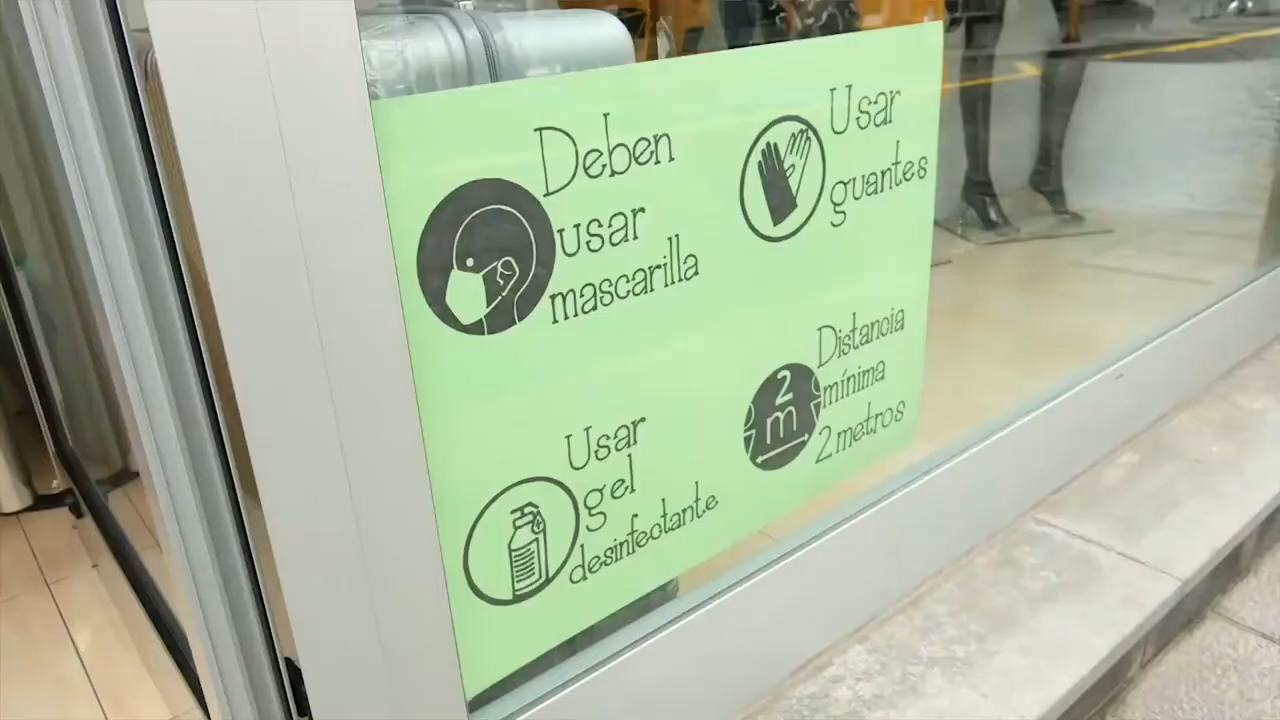 Deben
usar
mascarilla
Usar
guantes
Usar
gel
desinfectante
2
m
Distancia
mínima
2 metros